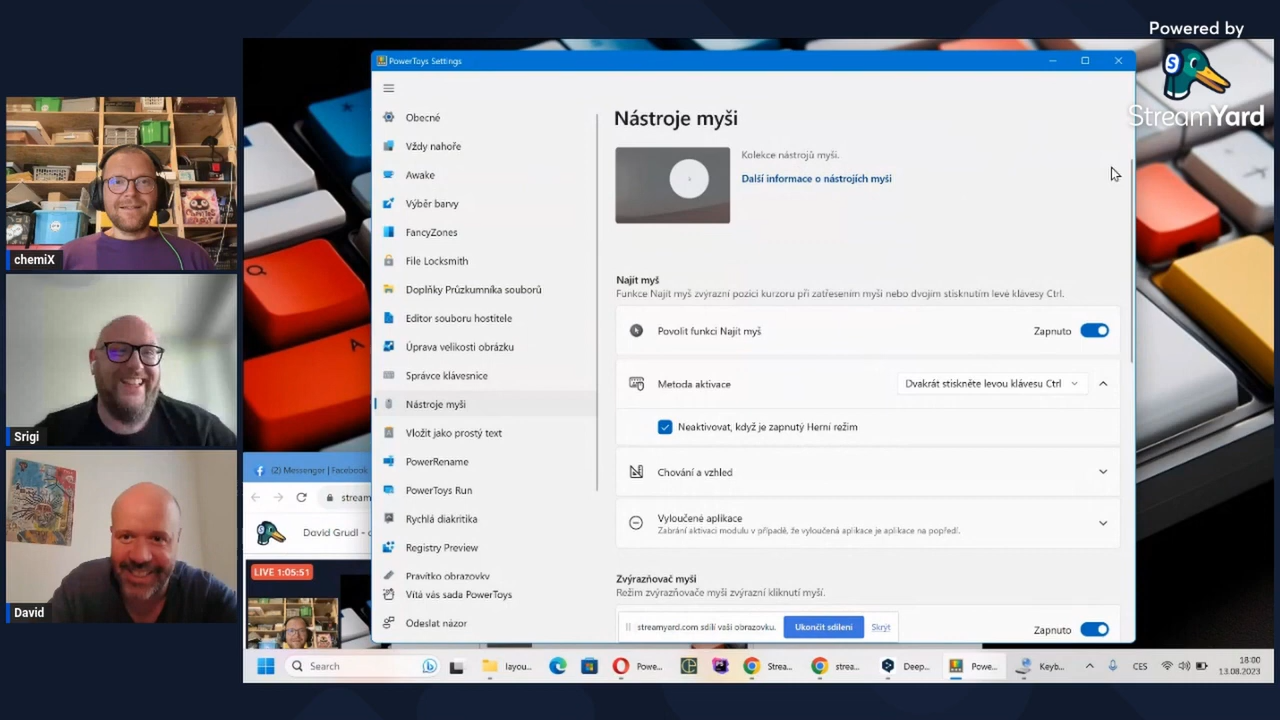 Powered by
StreamYard
chemiX
Srigi
David
PowerToys Settings
Obecné
Vždy nahoře
Awake
Výběr barvy
FancyZones
File Locksmith
Doplňky Průzkumníka souborů
Editor souboru hostitele
Úprava velikosti obrázku
Správce klávesnice
Nástroje myši
Vložit jako prostý text
PowerRename
PowerToys Run
Rychlá diakritika
Registry Preview
Pravítko obrazovky
Vítá vás sada PowerToys
Odeslat názor
Nástroje myši
Kolekce nástrojů myši.
Další informace o nástrojích myši
Najít myš
Funkce Najít myš zvýrazní pozici kurzoru při zatřesením myši nebo dvojím stisknutím levé klávesy Ctrl.
Povolit funkci Najít myš
Zapnuto
Metoda aktivace
Dvakrát stiskněte levou klávesu Ctrl
Neaktivovat, když je zapnutý Herní režim
Chování a vzhled
Vyloučené aplikace
Zabrání aktivaci modulu v případě, že vyloučená aplikace je aplikace na popředí.
Zvýrazňovač myši
Režim zvýrazňovače myši zvýrazní kliknutí myší.
Zapnuto
streamyard.com sdílí vaši obrazovku.
Ukončit sdílení
Skrýt
(2) Messenger | Facebook
stream
David Grudl -
LIVE 1:05:51
A
Search
layou...
Powe...
Strea...
strea...
Deep...
Powe...
Keyb...
CES
18:00
13.08.2023